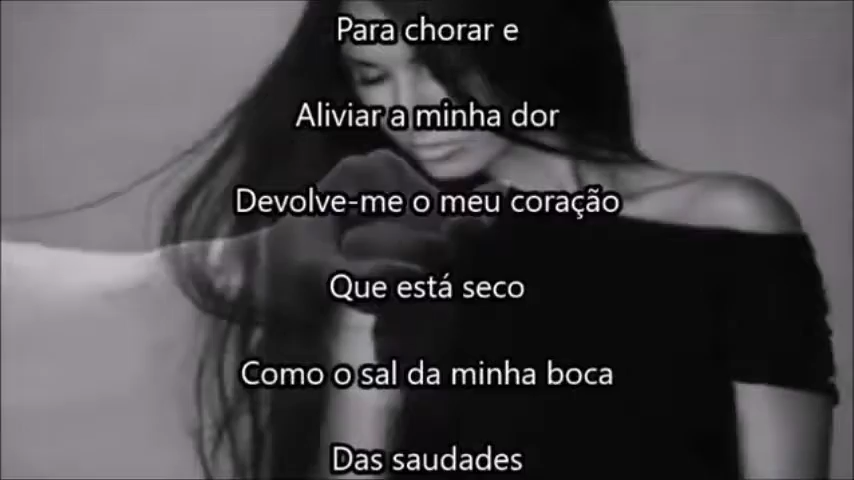 Para chorar e
Aliviar a minha dor
Devolve-me o meu coração
Que está seco
Como o sal da minha boca
Das saudades